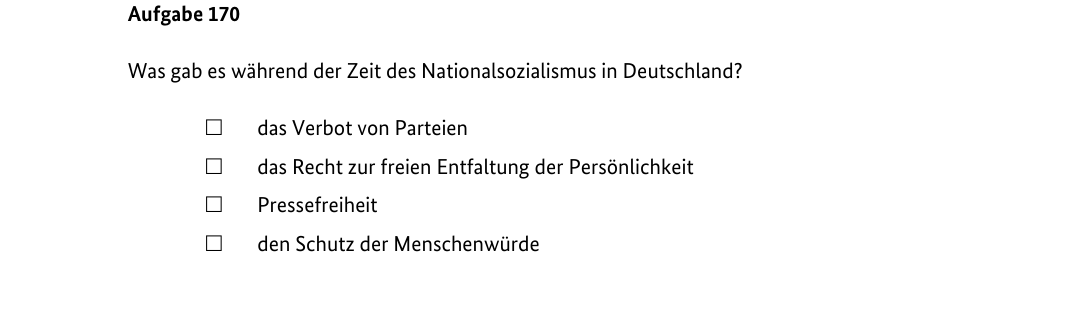 Aufgabe 170
Was gab es während der Zeit des Nationalsozialismus in Deutschland?
☐ das Verbot von Parteien
☐ das Recht zur freien Entfaltung der Persönlichkeit
☐ Pressefreiheit
☐ den Schutz der Menschenwürde